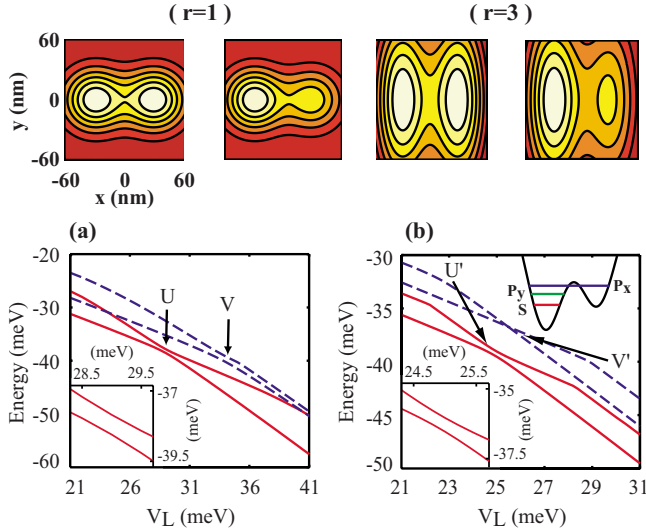 ( r=1 ) ( r=3 )
60
0
-60
y (nm)
-60 0 60
x (nm)
(a) (b)
-20
-30
-40
-50
-60
Energy (meV)
U
V
(meV)
28.5 29.5
-37
-39.5
(meV)
21 26 31 36 41
V_L (meV)
-30
-35
-40
-45
-50
Energy (meV)
U'
V'
Py
S
Px
(meV)
24.5 25.5
-35
-37.5
(meV)
21 23 25 27 29 31
V_L (meV)